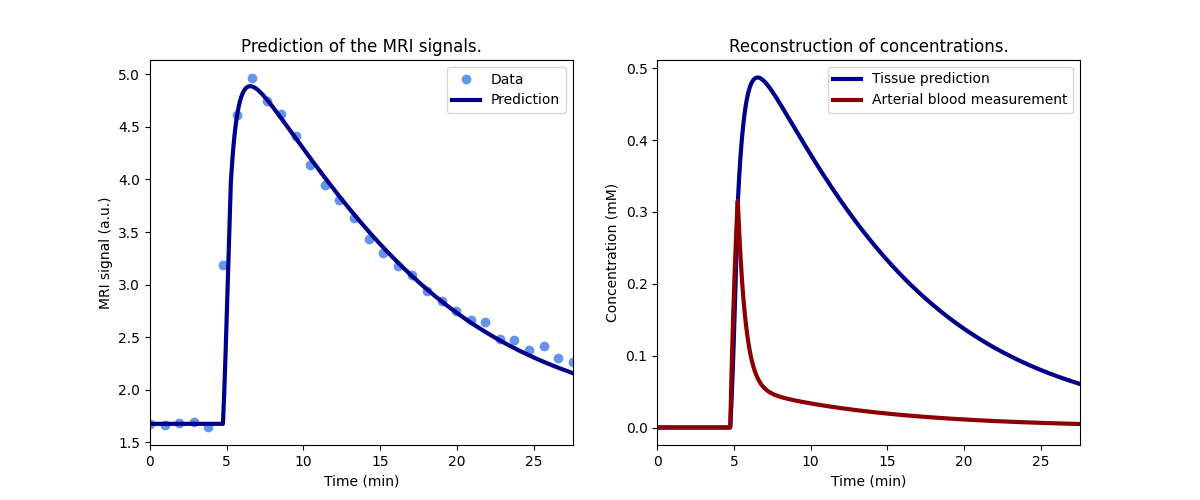 Prediction of the MRI signals.
Data
Prediction
5.0
4.5
4.0
3.5
3.0
2.5
2.0
1.5
MRI signal (a.u.)
0 5 10 15 20 25
Time (min)
Reconstruction of concentrations.
Tissue prediction
Arterial blood measurement
0.5
0.4
0.3
0.2
0.1
0.0
Concentration (mM)
0 5 10 15 20 25
Time (min)